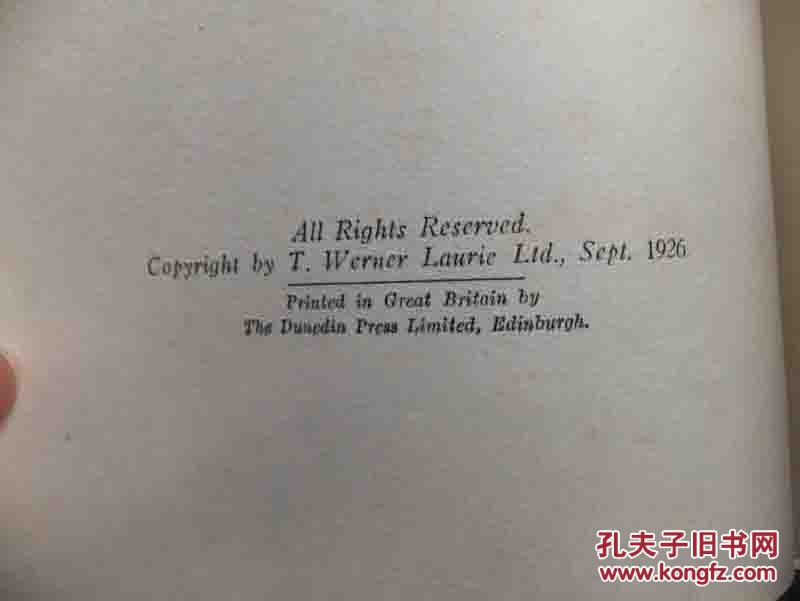 All Rights Reserved.
Copyright by T. Werner Laurie Ltd., Sept. 1926
Printed in Great Britain by
The Dunedin Press Limited, Edinburgh.
孔夫子旧书网
www.kongfz.com